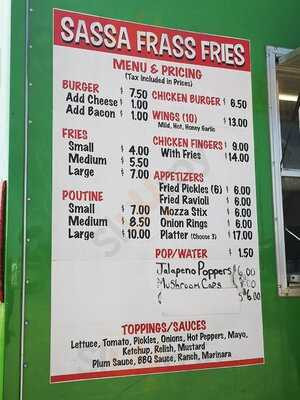 SASSA FRASS FRIES
MENU & PRICING
(Tax Included in Prices)
BURGER $ 7.50
Add Cheese $ 1.00
Add Bacon $ 1.00
FRIES
Small $ 4.00
Medium $ 5.50
Large $ 7.00
POUTINE
Small $ 7.00
Medium $ 8.50
Large $ 10.00
CHICKEN BURGER $ 6.50
WINGS (10) $ 13.00
Mild, Hot, Honey Garlic
CHICKEN FINGERS $ 9.00
With Fries $ 14.00
APPETIZERS
Fried Pickles (6) $ 6.00
Fried Ravioli $ 6.00
Mozza Stix $ 6.00
Onion Rings $ 6.00
Platter (Choose 3) $ 17.00
POP/WATER $ 1.50
Jalapeno Poppers $6.00
Mushroom Caps
$6.00
TOPPINGS/SAUCES
Lettuce, Tomato, Pickles, Onions, Hot Peppers, Mayo,
Ketchup, Relish, Mustard
Plum Sauce, BBQ Sauce, Ranch, Marinara